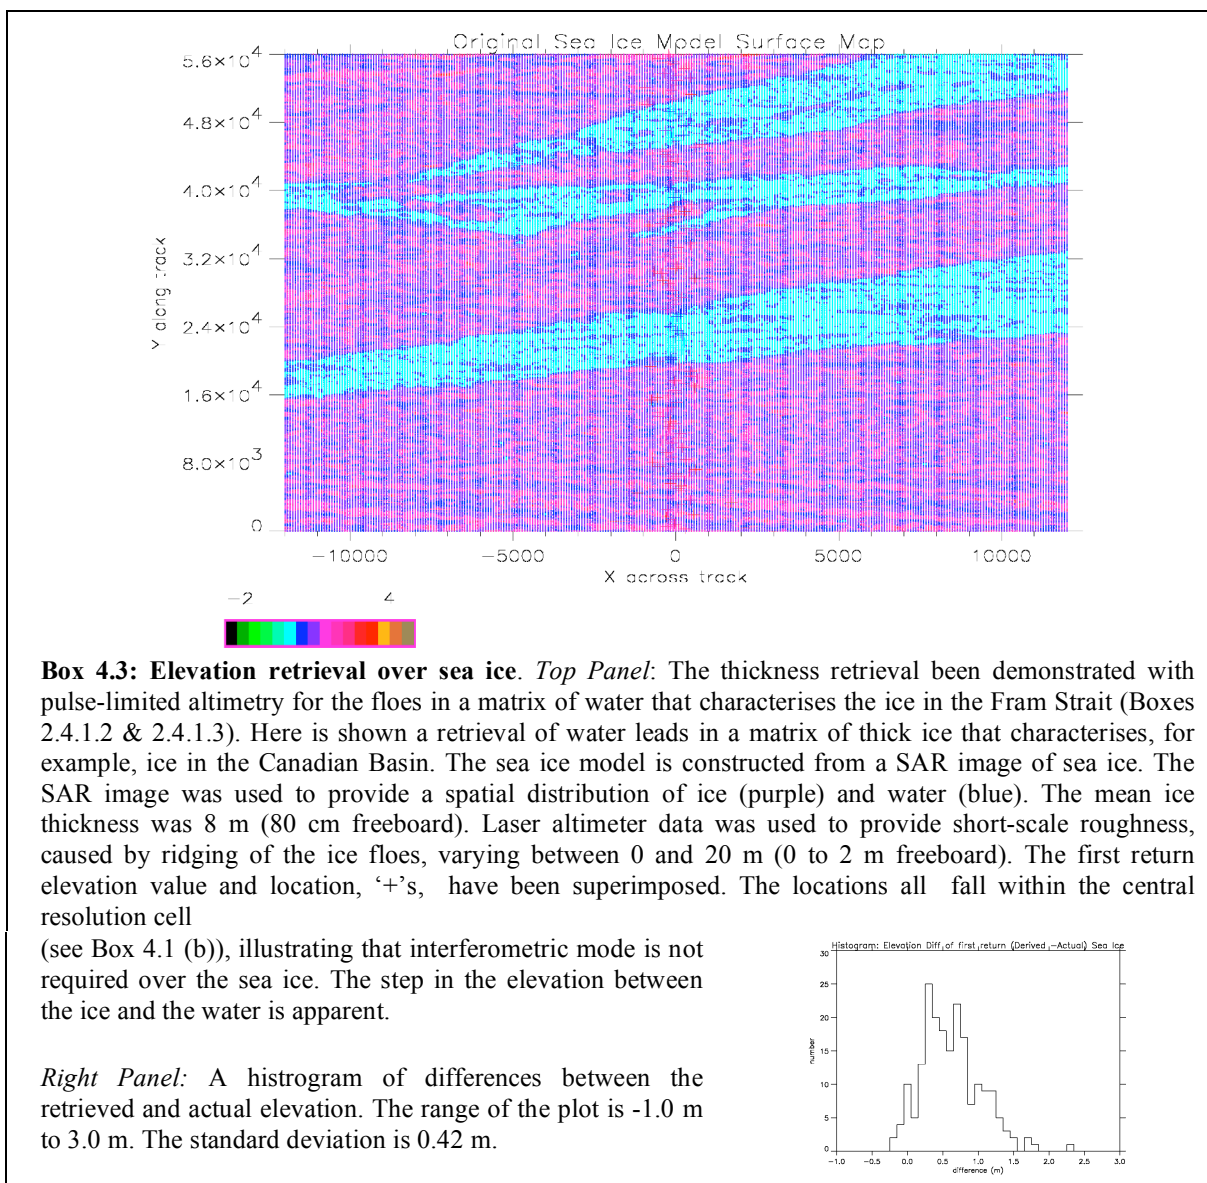 Original Sea Ice Model Surface Map
5.6×10⁴
4.8×10⁴
4.0×10⁴
3.2×10⁴
2.4×10⁴
1.6×10⁴
8.0×10³
0
Y along track
−10000 −5000 0 5000 10000
X across track
−2 4
Box 4.3: Elevation retrieval over sea ice. Top Panel: The thickness retrieval been demonstrated with
pulse-limited altimetry for the floes in a matrix of water that characterises the ice in the Fram Strait (Boxes
2.4.1.2 & 2.4.1.3). Here is shown a retrieval of water leads in a matrix of thick ice that characterises, for
example, ice in the Canadian Basin. The sea ice model is constructed from a SAR image of sea ice. The
SAR image was used to provide a spatial distribution of ice (purple) and water (blue). The mean ice
thickness was 8 m (80 cm freeboard). Laser altimeter data was used to provide short-scale roughness,
caused by ridging of the ice floes, varying between 0 and 20 m (0 to 2 m freeboard). The first return
elevation value and location, ‘+’s, have been superimposed. The locations all fall within the central
resolution cell
(see Box 4.1 (b)), illustrating that interferometric mode is not
required over the sea ice. The step in the elevation between
the ice and the water is apparent.
Right Panel: A histrogram of differences between the
retrieved and actual elevation. The range of the plot is -1.0 m
to 3.0 m. The standard deviation is 0.42 m.
Histogram: Elevation Diff. of first return (Derived −Actual) Sea Ice
30
25
20
15
10
5
0
number
−1.0 −0.5 0.0 0.5 1.0 1.5 2.0 2.5 3.0
difference (m)